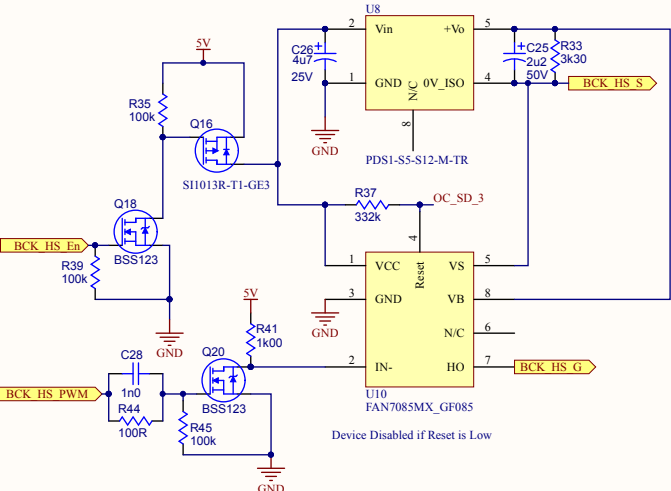 U8
2
Vin
+Vo
5
C26
4u7
25V
1
GND
0V_ISO
4
N/C
8
PDS1-S5-S12-M-TR
C25
2u2
50V
R33
3k30
BCK_HS_S
GND
5V
R35
100k
Q16
SI1013R-T1-GE3
Q18
BSS123
BCK_HS_En
R39
100k
GND
R37
332k
OC_SD_3
4
Reset
1
VCC
VS
5
3
GND
VB
8
GND
N/C
6
2
IN-
HO
7
BCK_HS_G
U10
FAN7085MX_GF085
Device Disabled if Reset is Low
5V
R41
1k00
C28
1n0
Q20
BSS123
BCK_HS_PWM
R44
100R
R45
100k
GND